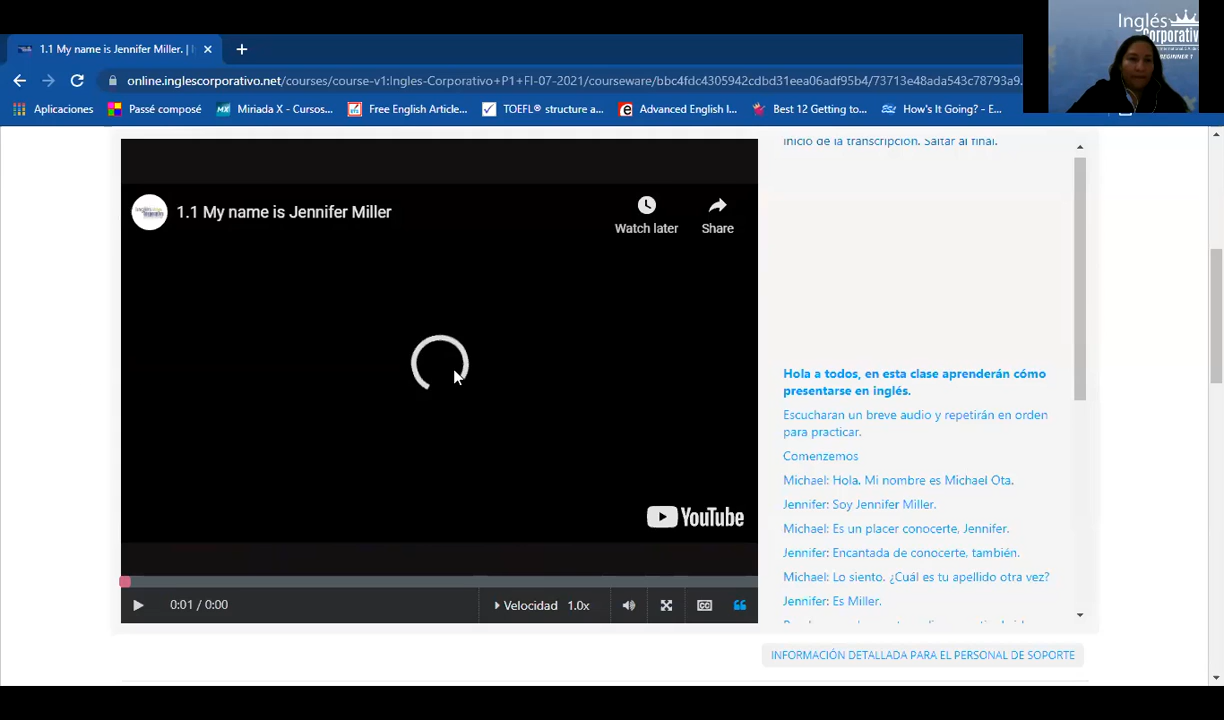 1.1 My name is Jennifer Miller. |
online.inglescorporativo.net/courses/course-v1:Ingles-Corporativo+P1+FI-07-2021/courseware/bbc4fdc4305942cdbd31eea06adf95b4/73713e48ada543c78793a9...
Aplicaciones
Passé composé
Miriada X - Cursos...
Free English Article...
TOEFL® structure a...
Advanced English I...
Best 12 Getting to...
How's It Going? - E...
Inglés
Corporativo
BEGINNER 1
1.1 My name is Jennifer Miller
Watch later
Share
YouTube
0:01 / 0:00
Velocidad 1.0x
CC
Inicio de la transcripción. Saltar al final.
Hola a todos, en esta clase aprenderán cómo
presentarse en inglés.
Escucharan un breve audio y repetirán en orden
para practicar.
Comenzemos
Michael: Hola. Mi nombre es Michael Ota.
Jennifer: Soy Jennifer Miller.
Michael: Es un placer conocerte, Jennifer.
Jennifer: Encantada de conocerte, también.
Michael: Lo siento. ¿Cuál es tu apellido otra vez?
Jennifer: Es Miller.
INFORMACIÓN DETALLADA PARA EL PERSONAL DE SOPORTE